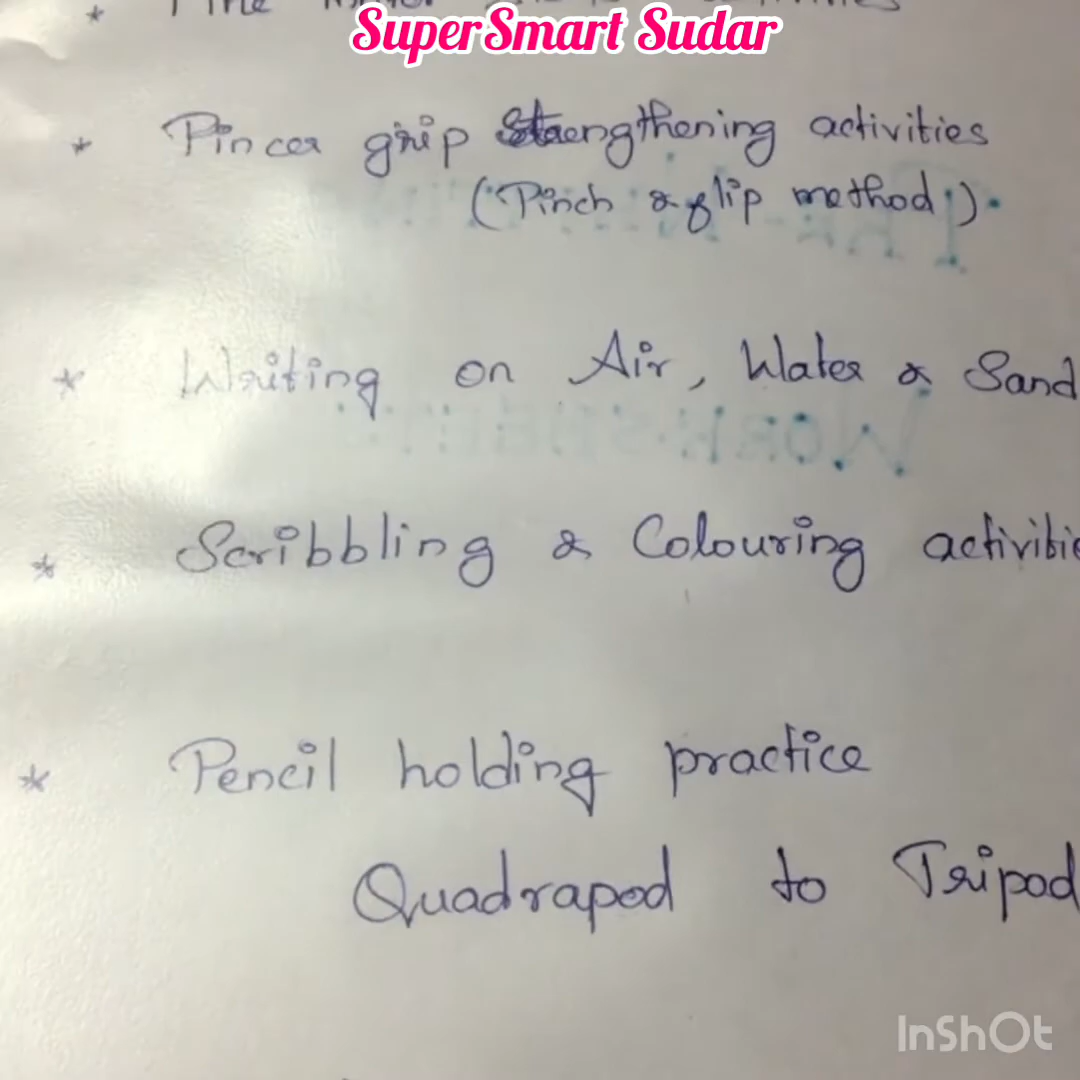 SuperSmart Sudar
* Pincer grip Strengthening activities
(Pinch & flip method)
* Writing on Air, Water & Sand
* Scribbling & Colouring activitie
* Pencil holding practice
Quadrapod to Tripod
InShOt